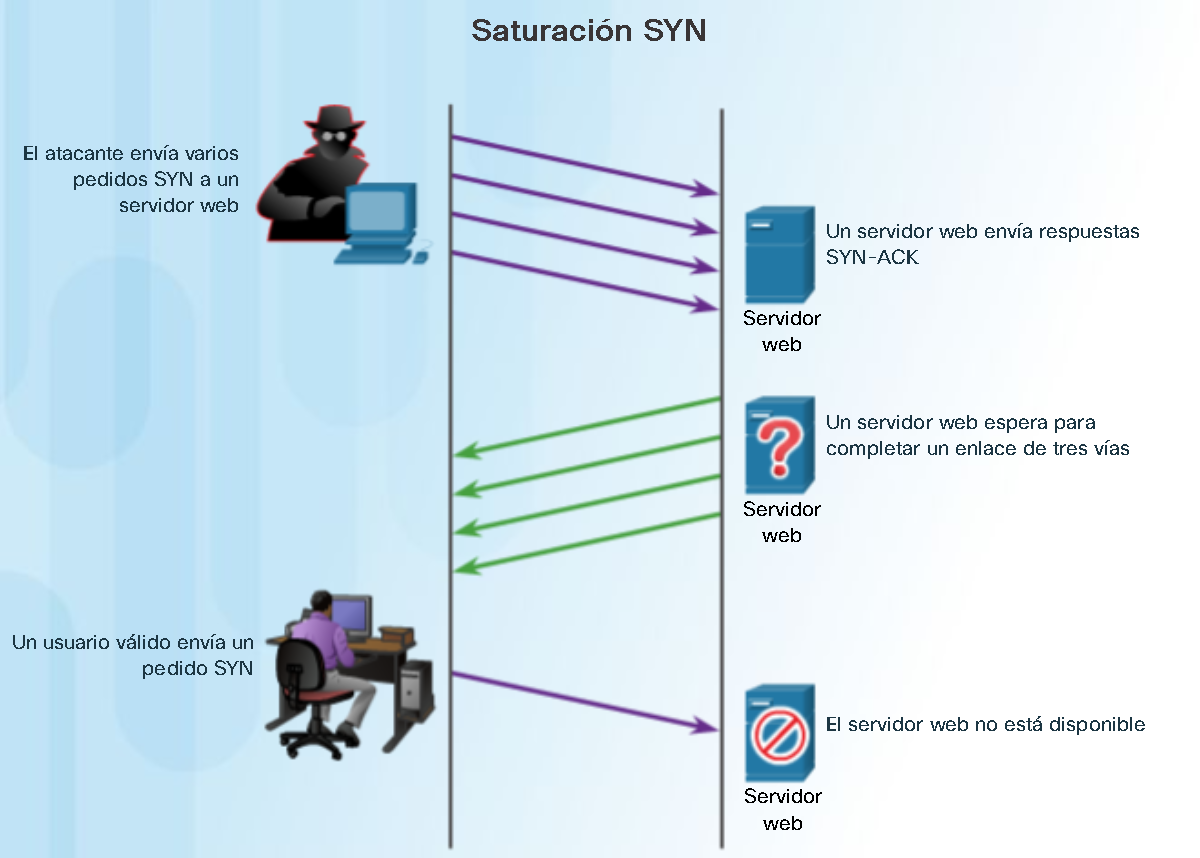 Saturación SYN
El atacante envía varios
pedidos SYN a un
servidor web
Un servidor web envía respuestas
SYN-ACK
Servidor
web
Un servidor web espera para
completar un enlace de tres vías
Servidor
web
Un usuario válido envía un
pedido SYN
El servidor web no está disponible
Servidor
web